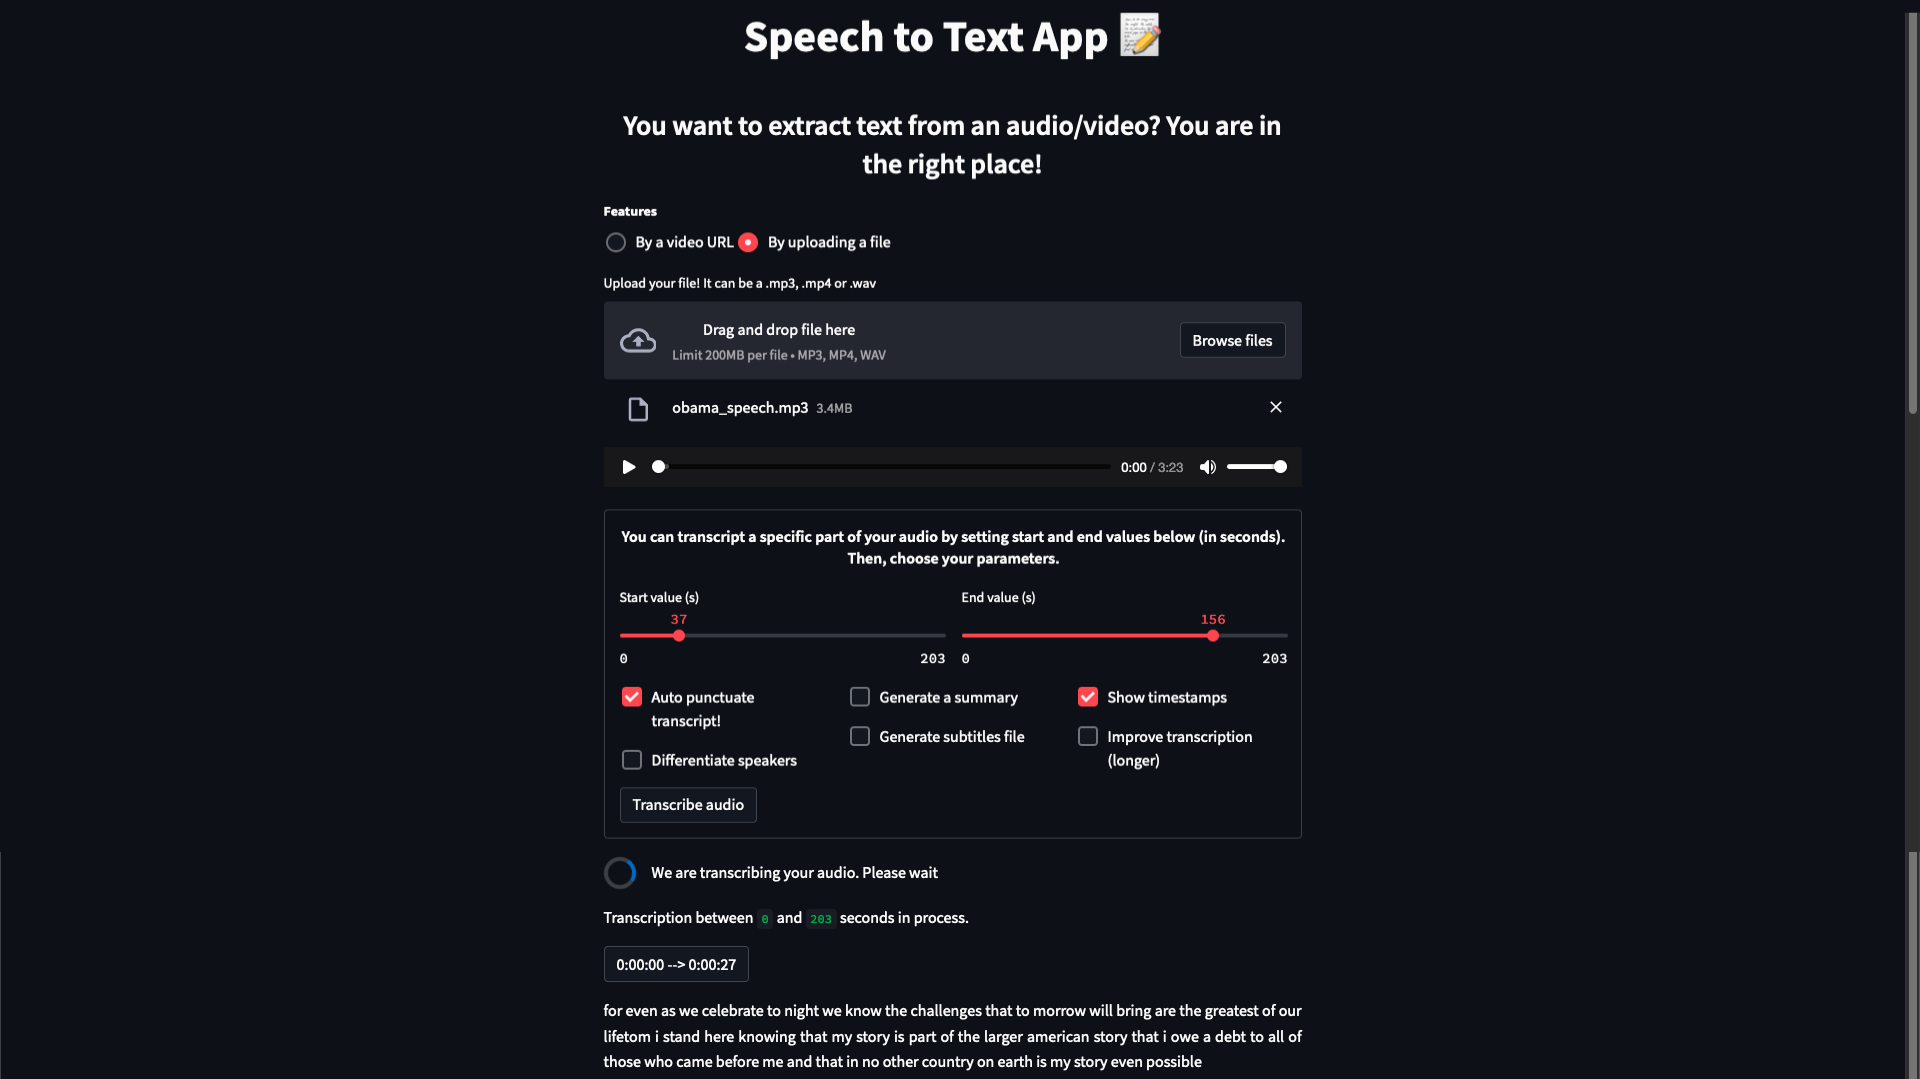 Speech to Text App
You want to extract text from an audio/video? You are in
the right place!
Features
By a video URL By uploading a file
Upload your file! It can be a .mp3, .mp4 or .wav
Drag and drop file here
Limit 200MB per file • MP3, MP4, WAV
Browse files
obama_speech.mp3 3.4MB
0:00 / 3:23
You can transcript a specific part of your audio by setting start and end values below (in seconds).
Then, choose your parameters.
Start value (s)
37
0 203
End value (s)
156
0 203
Auto punctuate
transcript!
Differentiate speakers
Generate a summary
Generate subtitles file
Show timestamps
Improve transcription
(longer)
Transcribe audio
We are transcribing your audio. Please wait
Transcription between 0 and 203 seconds in process.
0:00:00 --> 0:00:27
for even as we celebrate to night we know the challenges that to morrow will bring are the greatest of our
lifetom i stand here knowing that my story is part of the larger american story that i owe a debt to all of
those who came before me and that in no other country on earth is my story even possible